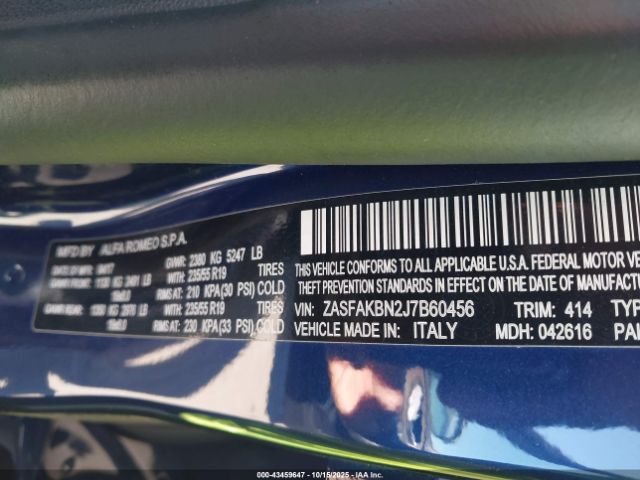 MFD BY ALFA ROMEO S.P.A.
GVWR: 2380 KG 5247 LB
WITH 235/55 R19 TIRES
RIMS AT 210 KPA(30 PSI) COLD
WITH 235/55 R19 TIRES
RIMS AT 230 KPA(33 PSI) COLD
THIS VEHICLE CONFORMS TO ALL APPLICABLE U.S.A. FEDERAL MOTOR
THEFT PREVENTION STANDARDS IN EFFECT ON THE DATE OF MANUFACTU
VIN: ZASFAKBN2J7B60456 TRIM: 414 TYP
VEHICLE MADE IN: ITALY MDH: 042616 PAI
000-43459647 - 10/15/2025 - IAA Canada